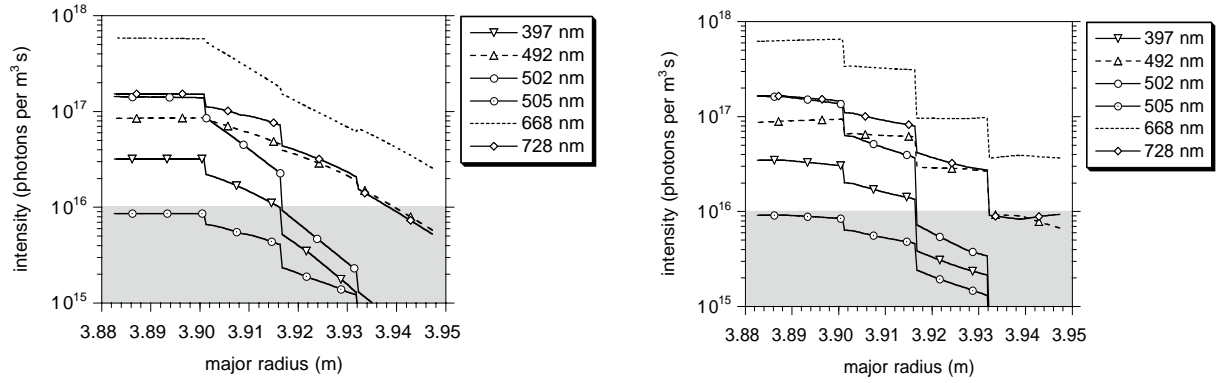 10^18
10^17
10^16
10^15
intensity (photons per m^3 s)
3.88 3.89 3.90 3.91 3.92 3.93 3.94 3.95
major radius (m)
397 nm
492 nm
502 nm
505 nm
668 nm
728 nm
10^18
10^17
10^16
10^15
intensity (photons per m^3 s)
3.88 3.89 3.90 3.91 3.92 3.93 3.94 3.95
major radius (m)
397 nm
492 nm
502 nm
505 nm
668 nm
728 nm